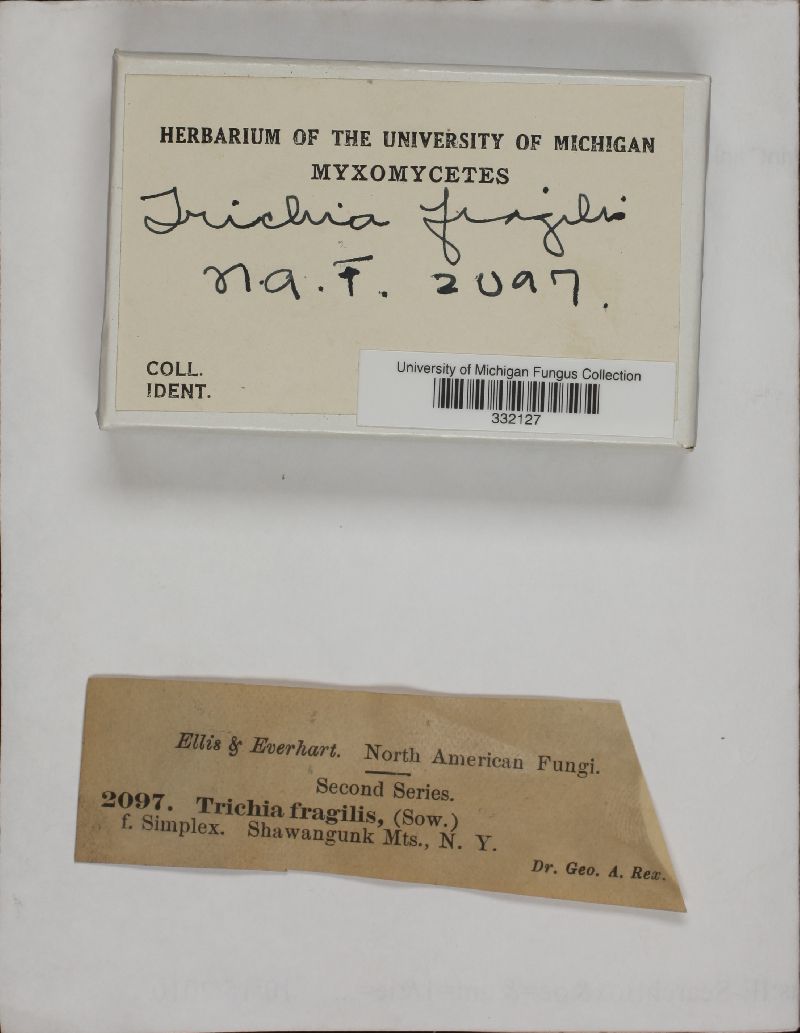 HERBARIUM OF THE UNIVERSITY OF MICHIGAN
MYXOMYCETES
Trichia fragilis
N.A.F. 2097.
COLL.
IDENT.
University of Michigan Fungus Collection
332127
Ellis & Everhart. North American Fungi.
Second Series.
2097. Trichia fragilis, (Sow.)
f. Simplex. Shawangunk Mts., N. Y.
Dr. Geo. A. Rex.